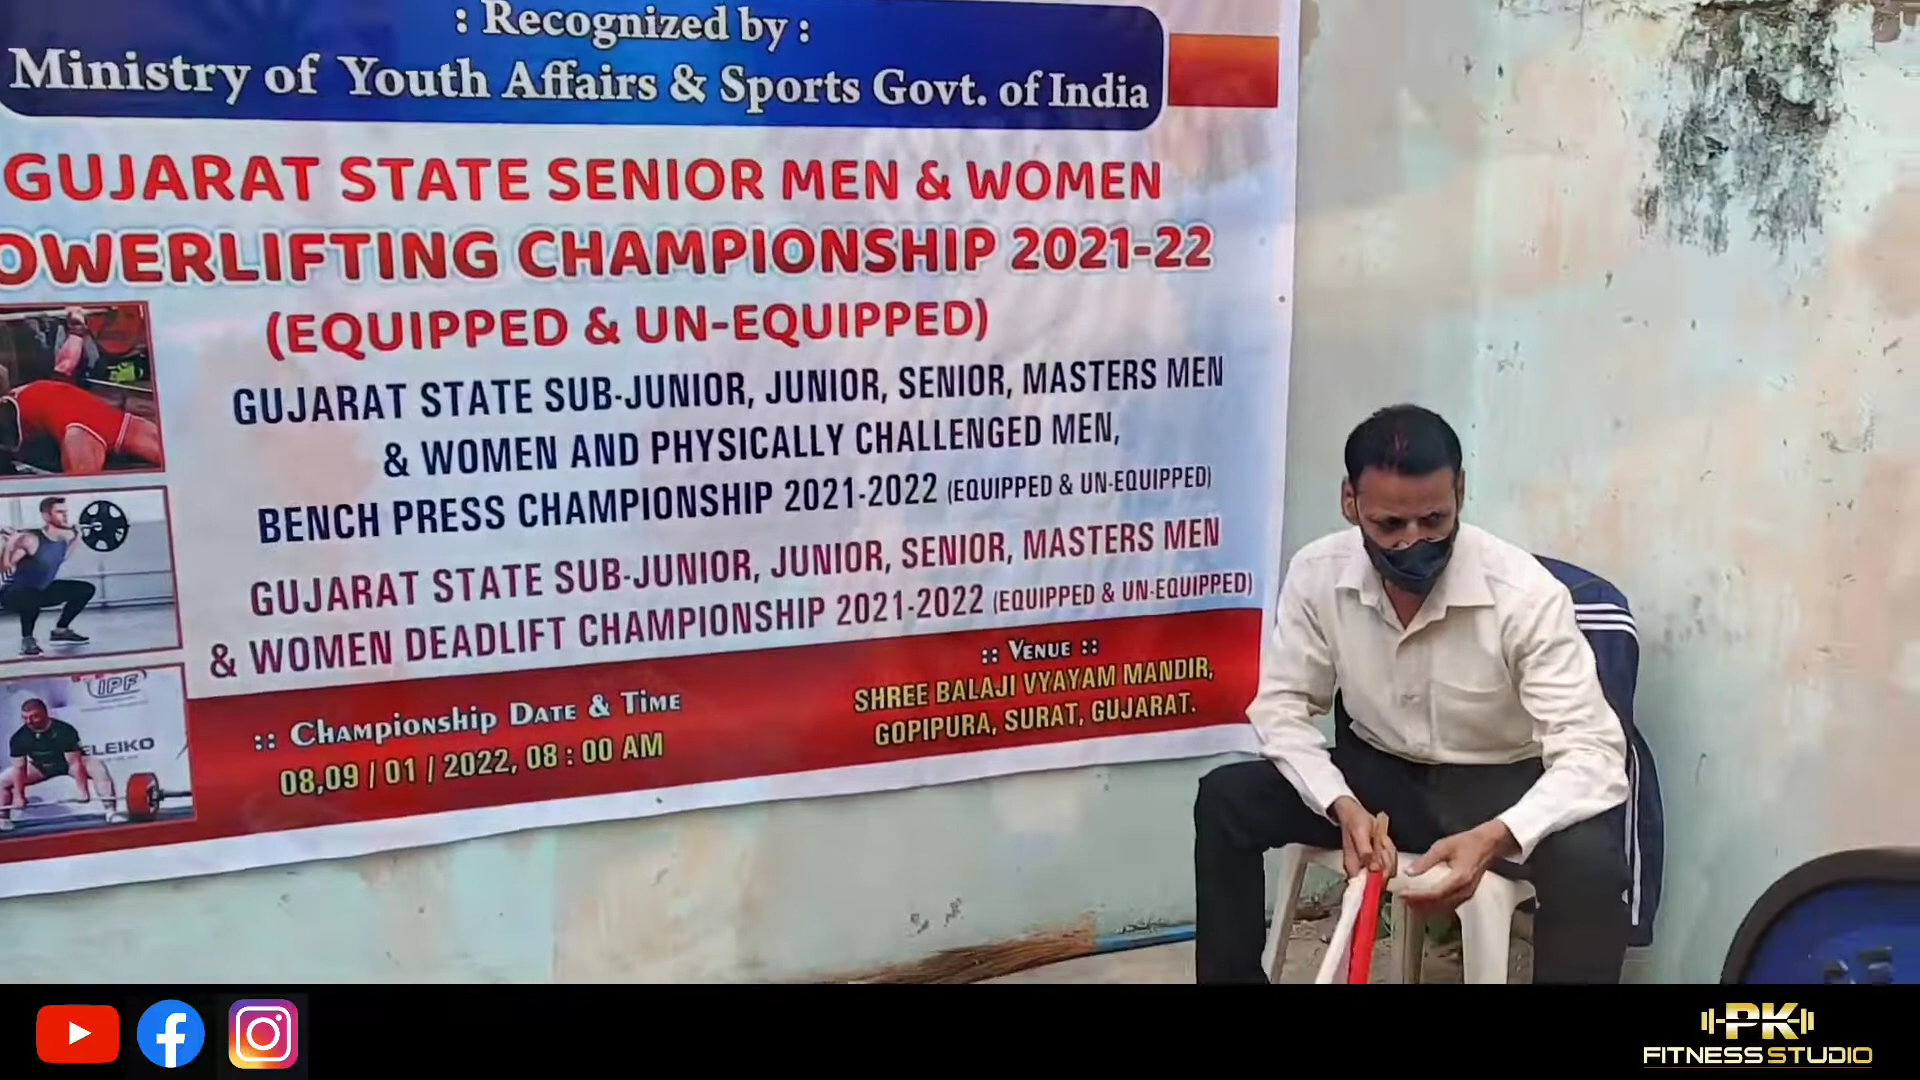 : Recognized by :
Ministry of Youth Affairs & Sports Govt. of India
GUJARAT STATE SENIOR MEN & WOMEN
OWERLIFTING CHAMPIONSHIP 2021-22
(EQUIPPED & UN-EQUIPPED)
GUJARAT STATE SUB-JUNIOR, JUNIOR, SENIOR, MASTERS MEN
& WOMEN AND PHYSICALLY CHALLENGED MEN,
BENCH PRESS CHAMPIONSHIP 2021-2022 (EQUIPPED & UN-EQUIPPED)
GUJARAT STATE SUB-JUNIOR, JUNIOR, SENIOR, MASTERS MEN
& WOMEN DEADLIFT CHAMPIONSHIP 2021-2022 (EQUIPPED & UN-EQUIPPED)
IPF
ELEIKO
:: Championship DATE & TIME
08,09 / 01 / 2022, 08 : 00 AM
:: VENUE ::
SHREE BALAJI VYAYAM MANDIR,
GOPIPURA, SURAT, GUJARAT.
PK
FITNESS STUDIO